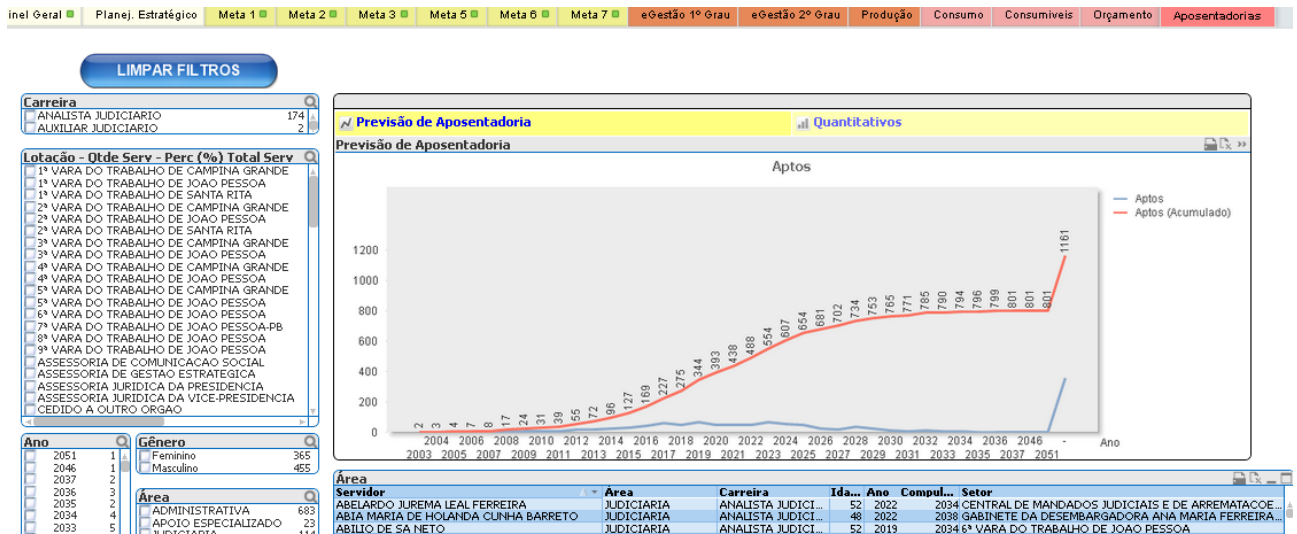 inel Geral Planej. Estratégico Meta 1 Meta 2 Meta 3 Meta 5 Meta 6 Meta 7 eGestão 1º Grau eGestão 2º Grau Produção Consumo Consumiveis Orçamento Aposentadorias
LIMPAR FILTROS
Carreira
ANALISTA JUDICIARIO 174
AUXILIAR JUDICIARIO 2
Lotação - Qtde Serv - Perc (%) Total Serv
1ª VARA DO TRABALHO DE CAMPINA GRANDE
1ª VARA DO TRABALHO DE JOAO PESSOA
1ª VARA DO TRABALHO DE SANTA RITA
2ª VARA DO TRABALHO DE CAMPINA GRANDE
2ª VARA DO TRABALHO DE JOAO PESSOA
2ª VARA DO TRABALHO DE SANTA RITA
3ª VARA DO TRABALHO DE CAMPINA GRANDE
3ª VARA DO TRABALHO DE JOAO PESSOA
4ª VARA DO TRABALHO DE CAMPINA GRANDE
4ª VARA DO TRABALHO DE JOAO PESSOA
5ª VARA DO TRABALHO DE CAMPINA GRANDE
5ª VARA DO TRABALHO DE JOAO PESSOA
6ª VARA DO TRABALHO DE JOAO PESSOA
7ª VARA DO TRABALHO DE JOAO PESSOA-PB
8ª VARA DO TRABALHO DE JOAO PESSOA
9ª VARA DO TRABALHO DE JOAO PESSOA
ASSESSORIA DE COMUNICACAO SOCIAL
ASSESSORIA DE GESTAO ESTRATEGICA
ASSESSORIA JURIDICA DA PRESIDENCIA
ASSESSORIA JURIDICA DA VICE-PRESIDENCIA
CEDIDO A OUTRO ORGAO
Ano
2051 1
2046 1
2037 2
2036 3
2035 2
2034 4
2033 5
Gênero
Feminino 365
Masculino 455
Área
ADMINISTRATIVA 683
APOIO ESPECIALIZADO 23
JUDICIARIA 114
Previsão de Aposentadoria Quantitativos
Previsão de Aposentadoria
Aptos
Aptos
Aptos (Acumulado)
1200
1000
800
600
400
200
0
2 3 4 7 8 17 24 31 39 55 72 96 127 169 227 275 344 393 438 488 554 607 654 681 702 734 753 765 771 785 790 794 796 799 801 801 801 1161
2004 2006 2008 2010 2012 2014 2016 2018 2020 2022 2024 2026 2028 2030 2032 2034 2036 2046 - Ano
2003 2005 2007 2009 2011 2013 2015 2017 2019 2021 2023 2025 2027 2029 2031 2033 2035 2037 2051
Área
Servidor Área Carreira Ida... Ano Compul... Setor
ABELARDO JUREMA LEAL FERREIRA JUDICIARIA ANALISTA JUDICI... 52 2022 2034 CENTRAL DE MANDADOS JUDICIAIS E DE ARREMATACOE...
ABIA MARIA DE HOLANDA CUNHA BARRETO JUDICIARIA ANALISTA JUDICI... 48 2022 2038 GABINETE DA DESEMBARGADORA ANA MARIA FERREIRA...
ABILIO DE SA NETO JUDICIARIA ANALISTA JUDICI... 52 2019 2034 6ª VARA DO TRABALHO DE JOAO PESSOA